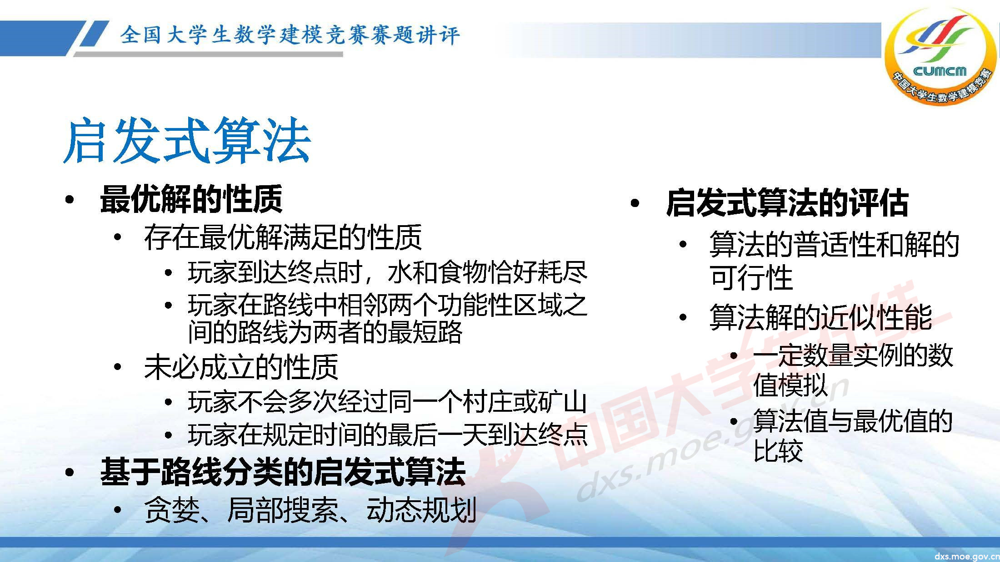 全国大学生数学建模竞赛赛题讲评
CUMCM
中国大学生数学建模竞赛
启发式算法
• 最优解的性质
• 存在最优解满足的性质
• 玩家到达终点时，水和食物恰好耗尽
• 玩家在路线中相邻两个功能性区域之
间的路线为两者的最短路
• 未必成立的性质
• 玩家不会多次经过同一个村庄或矿山
• 玩家在规定时间的最后一天到达终点
• 基于路线分类的启发式算法
• 贪婪、局部搜索、动态规划
• 启发式算法的评估
• 算法的普适性和解的
可行性
• 算法解的近似性能
• 一定数量实例的数
值模拟
• 算法值与最优值的
比较
中国大学生在线
dxs.moe.gov.cn
dxs.moe.gov.cn